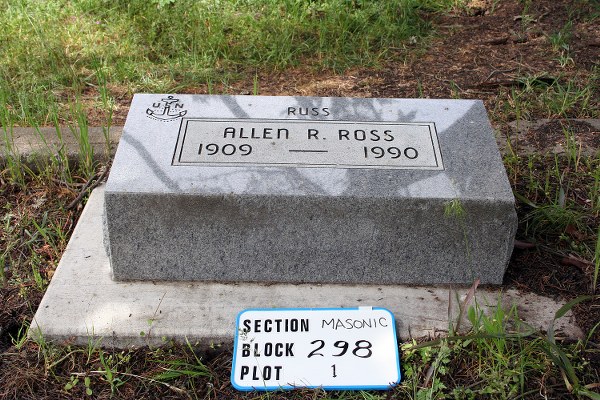 USN
RUSS
ALLEN R. ROSS
1909 — 1990
SECTION MASONIC
BLOCK 298
PLOT 1